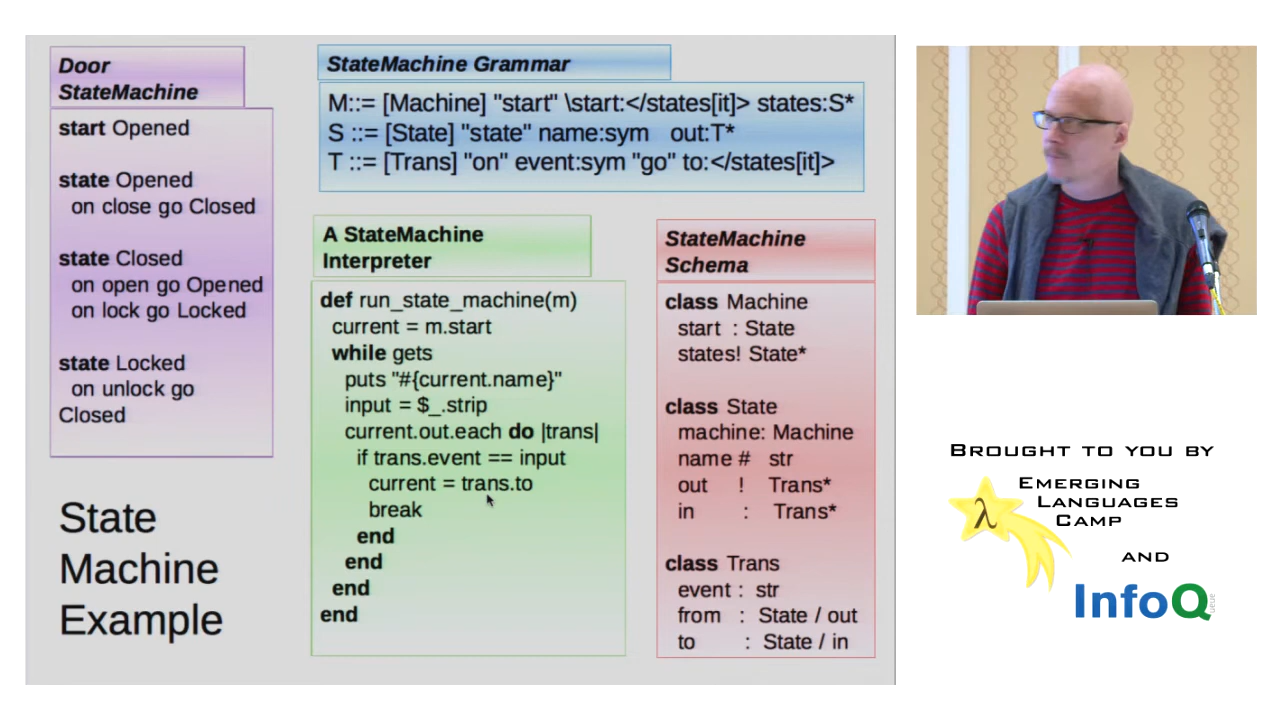 Door
StateMachine
start Opened
state Opened
on close go Closed
state Closed
on open go Opened
on lock go Locked
state Locked
on unlock go
Closed
State
Machine
Example
StateMachine Grammar
M::= [Machine] "start" \start:</states[it]> states:S*
S ::= [State] "state" name:sym out:T*
T ::= [Trans] "on" event:sym "go" to:</states[it]>
A StateMachine
Interpreter
def run_state_machine(m)
current = m.start
while gets
puts "#{current.name}"
input = $_.strip
current.out.each do |trans|
if trans.event == input
current = trans.to
break
end
end
end
end
StateMachine
Schema
class Machine
start : State
states! State*
class State
machine: Machine
name # str
out ! Trans*
in : Trans*
class Trans
event : str
from : State / out
to : State / in
BROUGHT TO YOU BY
λ
EMERGING
LANGUAGES
CAMP
AND
InfoQ